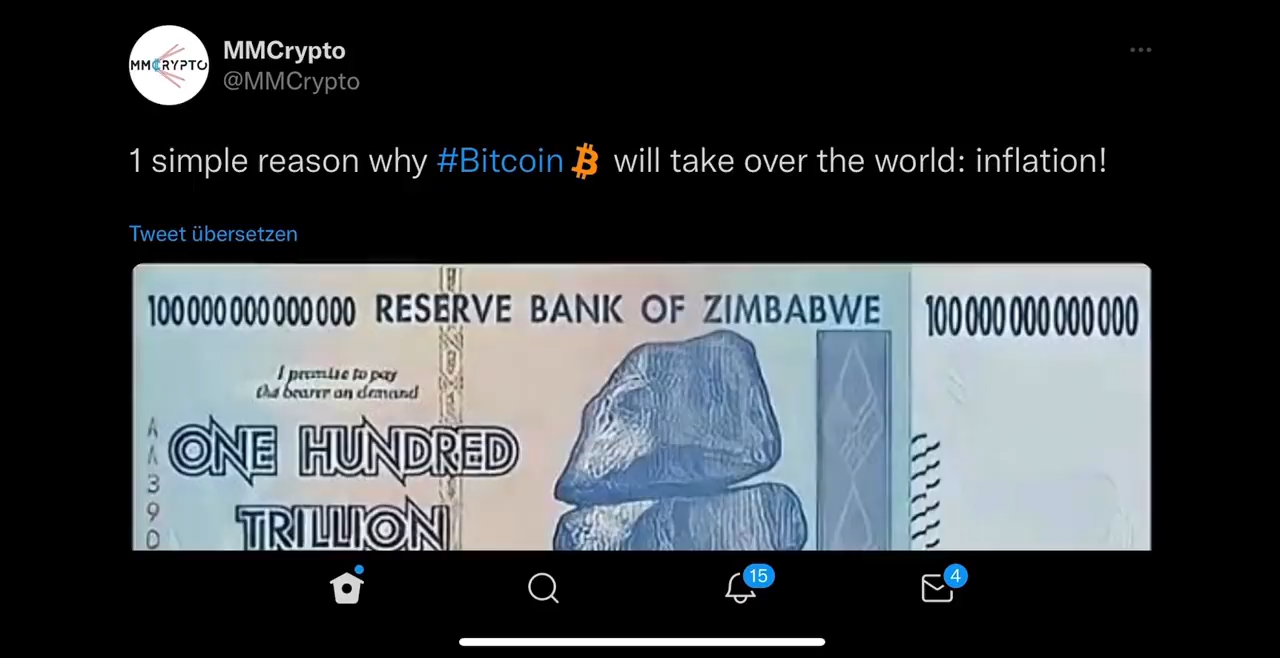 MMCRYPTO
MMCrypto
@MMCrypto
1 simple reason why #Bitcoin will take over the world: inflation!
Tweet übersetzen
100 000 000 000 000 RESERVE BANK OF ZIMBABWE 100 000 000 000 000
I promise to pay
the bearer on demand
ONE HUNDRED
TRILLION
AA390
15
4